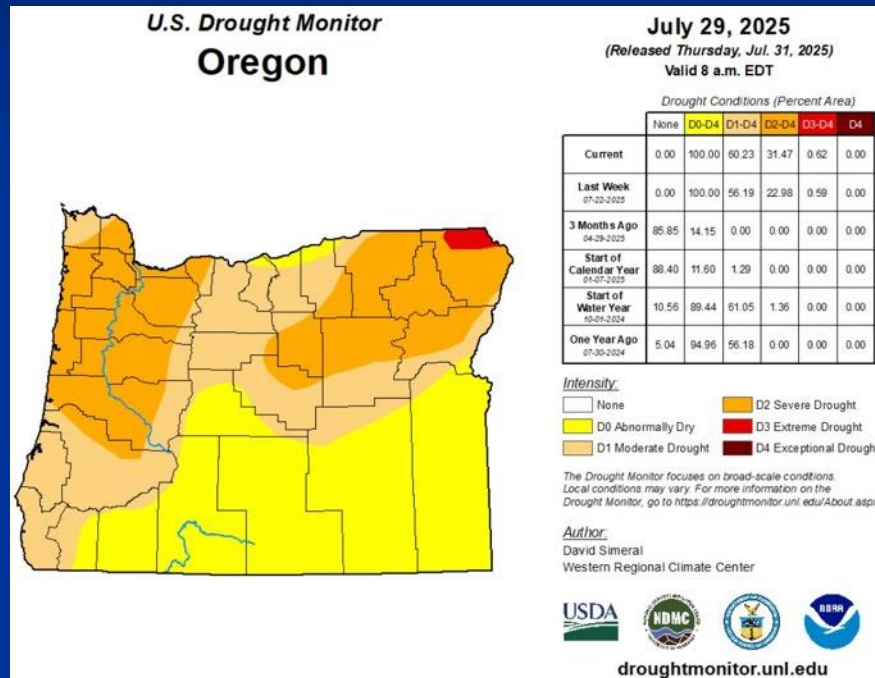 U.S. Drought Monitor
Oregon
July 29, 2025
(Released Thursday, Jul. 31, 2025)
Valid 8 a.m. EDT
Drought Conditions (Percent Area)
None D0-D4 D1-D4 D2-D4 D3-D4 D4
Current 0.00 100.00 60.23 31.47 0.62 0.00
Last Week
07-22-2025
0.00 100.00 56.19 22.98 0.59 0.00
3 Months Ago
04-29-2025
85.85 14.15 0.00 0.00 0.00 0.00
Start of
Calendar Year
01-07-2025
88.40 11.60 1.29 0.00 0.00 0.00
Start of
Water Year
10-01-2024
10.56 89.44 61.05 1.36 0.00 0.00
One Year Ago
07-30-2024
5.04 94.96 56.18 0.00 0.00 0.00
Intensity:
None
D0 Abnormally Dry
D1 Moderate Drought
D2 Severe Drought
D3 Extreme Drought
D4 Exceptional Drough
The Drought Monitor focuses on broad-scale conditions.
Local conditions may vary. For more information on the
Drought Monitor, go to https://droughtmonitor.unl.edu/About.asp
Author:
David Simeral
Western Regional Climate Center
USDA
NDMC
NOAA
droughtmonitor.unl.edu